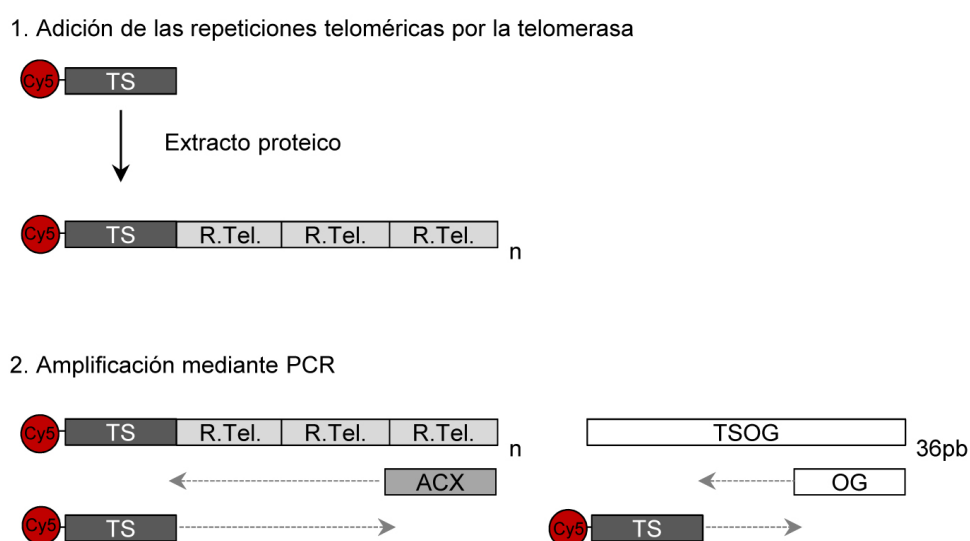 1. Adición de las repeticiones teloméricas por la telomerasa
Cy5 TS
Extracto proteico
Cy5 TS R.Tel. R.Tel. R.Tel. n
2. Amplificación mediante PCR
Cy5 TS R.Tel. R.Tel. R.Tel. n TSOG 36pb
ACX OG
Cy5 TS Cy5 TS